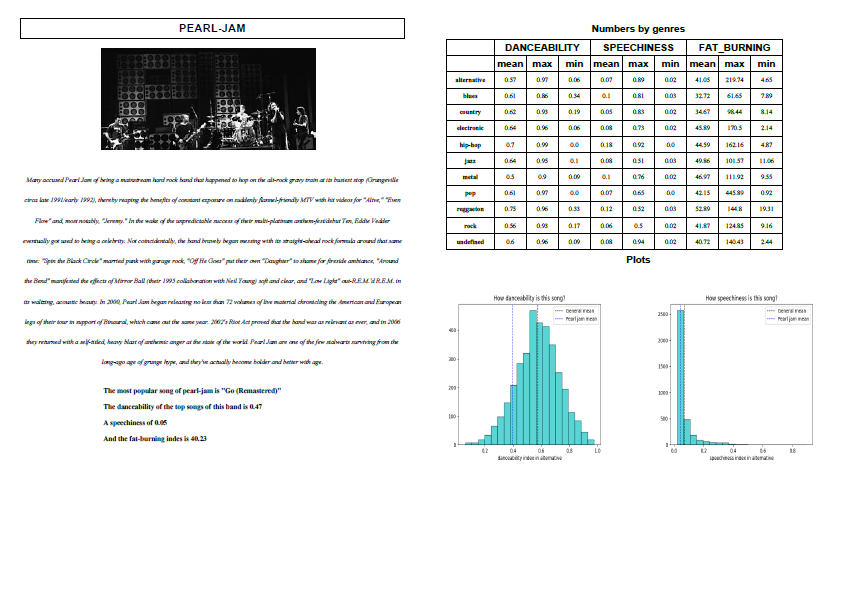 PEARL-JAM
Many accused Pearl Jam of being a mainstream hard rock band that happened to hop on the alt-rock gravy train at its busiest stop (Grungeville
circa late 1991/early 1992), thereby reaping the benefits of constant exposure on suddenly flannel-friendly MTV with hit videos for "Alive," "Even
Flow" and, most notably, "Jeremy." In the wake of the unpredictable success of their multi-platinum anthem-fest/debut Ten, Eddie Vedder
eventually got used to being a celebrity. Not coincidentally, the band bravely began messing with its straight-ahead rock formula around that same
time: "Spin the Black Circle" married punk with garage rock, "Off He Goes" put their own "Daughter" to shame for fireside ambiance, "Around
the Bend" manifested the effects of Mirror Ball (their 1995 collaboration with Neil Young) soft and clear, and "Low Light" out-R.E.M.'d R.E.M. in
its waltzing, acoustic beauty. In 2000, Pearl Jam began releasing no less than 72 volumes of live material chronicling the American and European
legs of their tour in support of Binaural, which came out the same year. 2002's Riot Act proved that the band was as relevant as ever, and in 2006
they returned with a self-titled, heavy blast of anthemic anger at the state of the world. Pearl Jam are one of the few stalwarts surviving from the
long-ago age of grunge hype, and they've actually become bolder and better with age.
The most popular song of pearl-jam is "Go (Remastered)"
The danceability of the top songs of this band is 0.47
A speechiness of 0.05
And the fat-burning index is 40.23
Numbers by genres
DANCEABILITY SPEECHINESS FAT_BURNING
mean max min mean max min mean max min
alternative 0.57 0.97 0.06 0.07 0.89 0.02 41.05 219.74 4.65
blues 0.61 0.86 0.34 0.1 0.81 0.03 32.72 61.65 7.89
country 0.62 0.93 0.19 0.05 0.83 0.02 34.67 98.44 8.14
electronic 0.64 0.96 0.06 0.08 0.73 0.02 45.89 170.5 2.14
hip-hop 0.7 0.99 0.0 0.18 0.92 0.0 44.59 162.16 4.87
jazz 0.64 0.95 0.1 0.08 0.51 0.03 49.86 101.57 11.06
metal 0.5 0.9 0.09 0.1 0.76 0.02 46.97 111.92 9.55
pop 0.61 0.97 0.0 0.07 0.65 0.0 42.15 445.89 0.92
reggaeton 0.75 0.96 0.33 0.12 0.52 0.03 52.89 144.8 19.31
rock 0.56 0.93 0.17 0.06 0.5 0.02 41.87 124.85 9.16
undefined 0.6 0.96 0.09 0.08 0.94 0.02 40.72 140.43 2.44
Plots
How danceability is this song?
General mean
Pearl jam mean
400
300
200
100
0
0.2 0.4 0.6 0.8 1.0
danceability index in alternative
How speechiness is this song?
General mean
Pearl jam mean
2500
2000
1500
1000
500
0
0.0 0.2 0.4 0.6 0.8
speechiness index in alternative